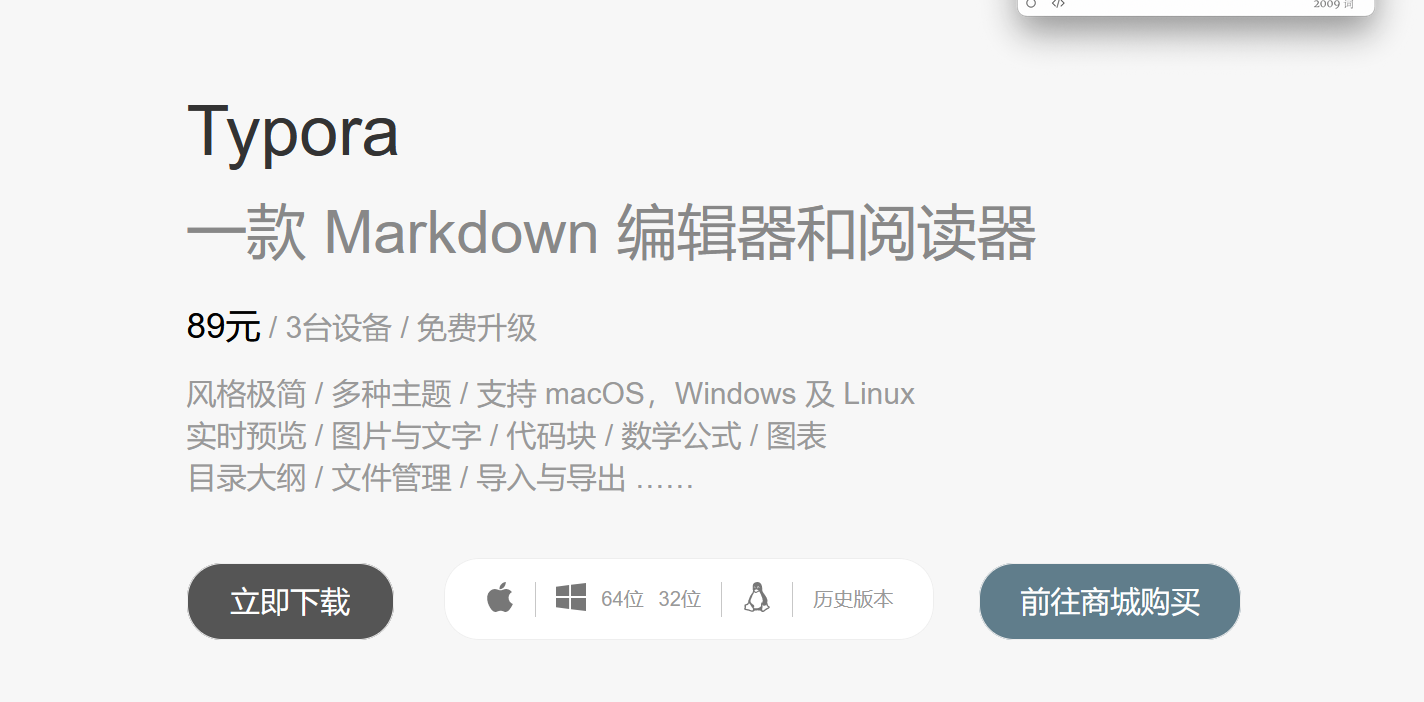 2009 词
Typora
一款 Markdown 编辑器和阅读器
89元 / 3台设备 / 免费升级
风格极简 / 多种主题 / 支持 macOS，Windows 及 Linux
实时预览 / 图片与文字 / 代码块 / 数学公式 / 图表
目录大纲 / 文件管理 / 导入与导出 ……
立即下载 64位 32位 历史版本 前往商城购买